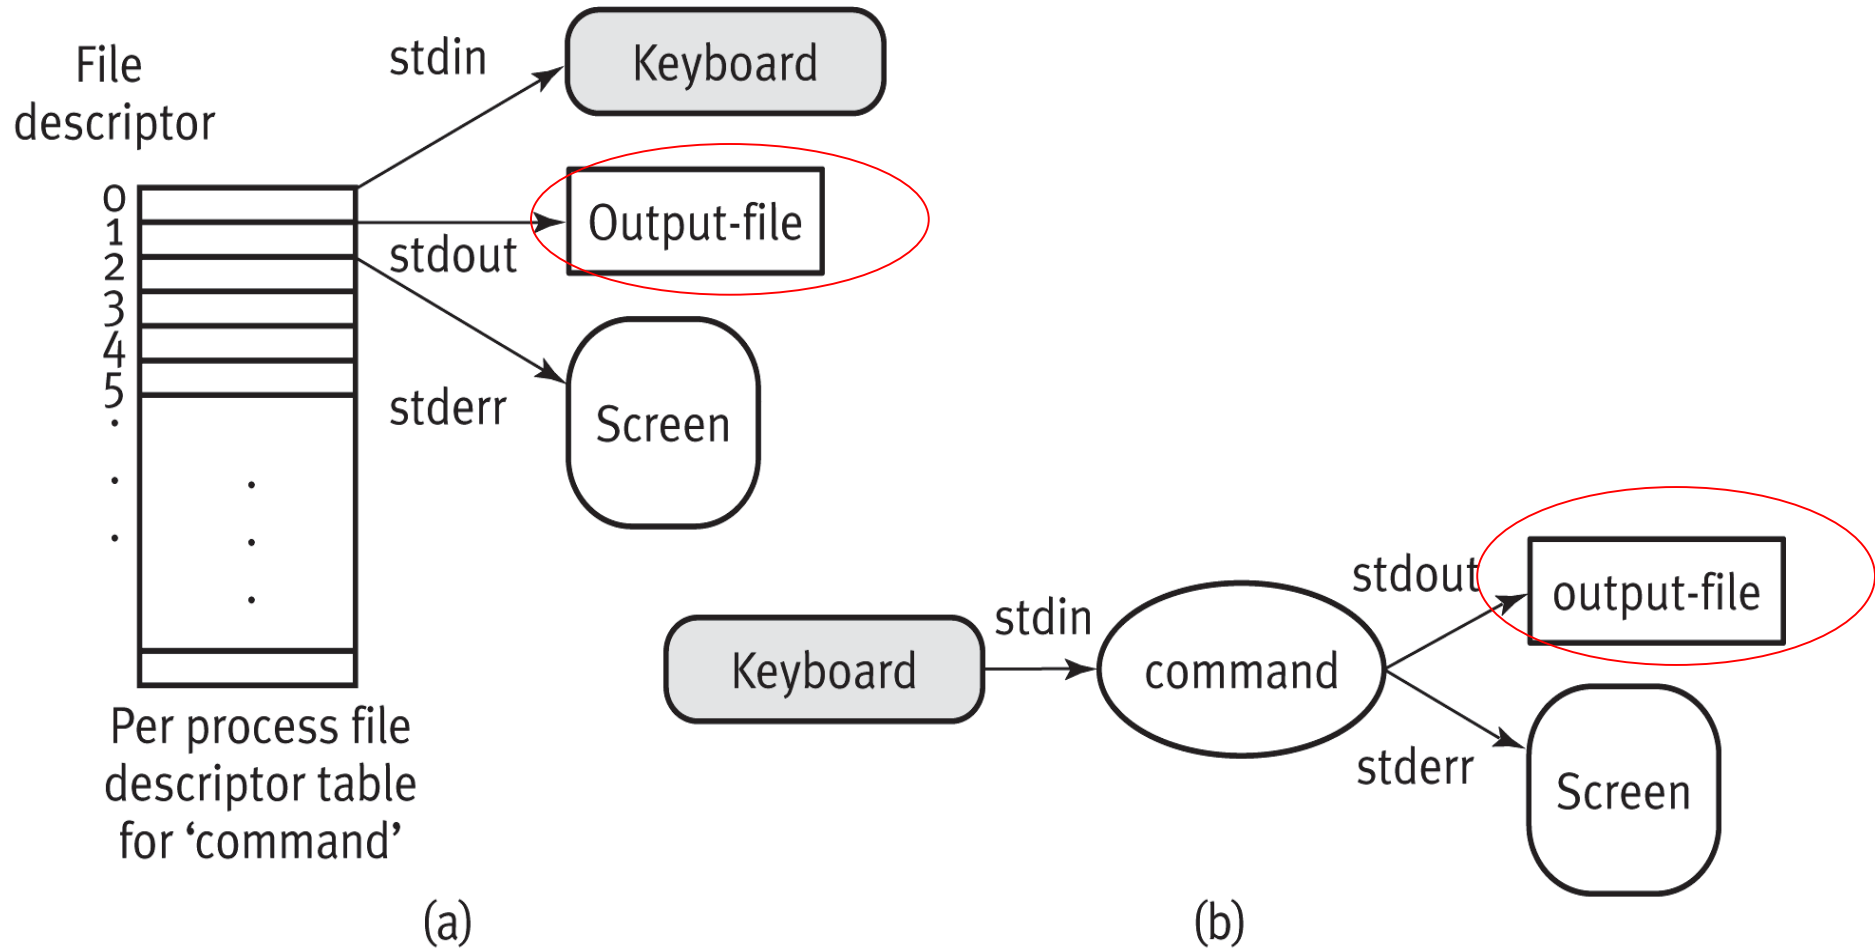 File
descriptor
0
1
2
3
4
5
.
.
.
.
.
.
stdin
Keyboard
stdout
Output-file
stderr
Screen
Per process file
descriptor table
for ‘command’
(a)
Keyboard
stdin
command
stdout
output-file
stderr
Screen
(b)